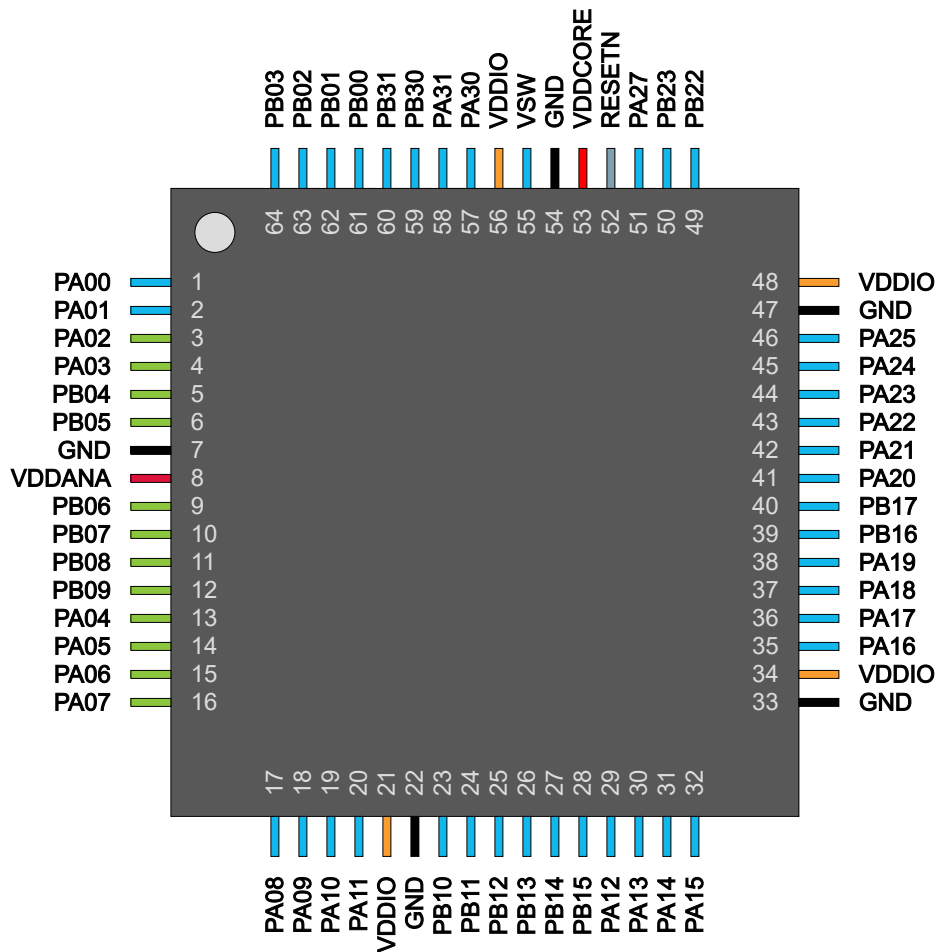 PB03 PB02 PB01 PB00 PB31 PB30 PA31 PA30 VDDIO VSW GND VDDCORE RESETN PA27 PB23 PB22
64 63 62 61 60 59 58 57 56 55 54 53 52 51 50 49
PA00 1 48 VDDIO
PA01 2 47 GND
PA02 3 46 PA25
PA03 4 45 PA24
PB04 5 44 PA23
PB05 6 43 PA22
GND 7 42 PA21
VDDANA 8 41 PA20
PB06 9 40 PB17
PB07 10 39 PB16
PB08 11 38 PA19
PB09 12 37 PA18
PA04 13 36 PA17
PA05 14 35 PA16
PA06 15 34 VDDIO
PA07 16 33 GND
17 18 19 20 21 22 23 24 25 26 27 28 29 30 31 32
PA08 PA09 PA10 PA11 VDDIO GND PB10 PB11 PB12 PB13 PB14 PB15 PA12 PA13 PA14 PA15